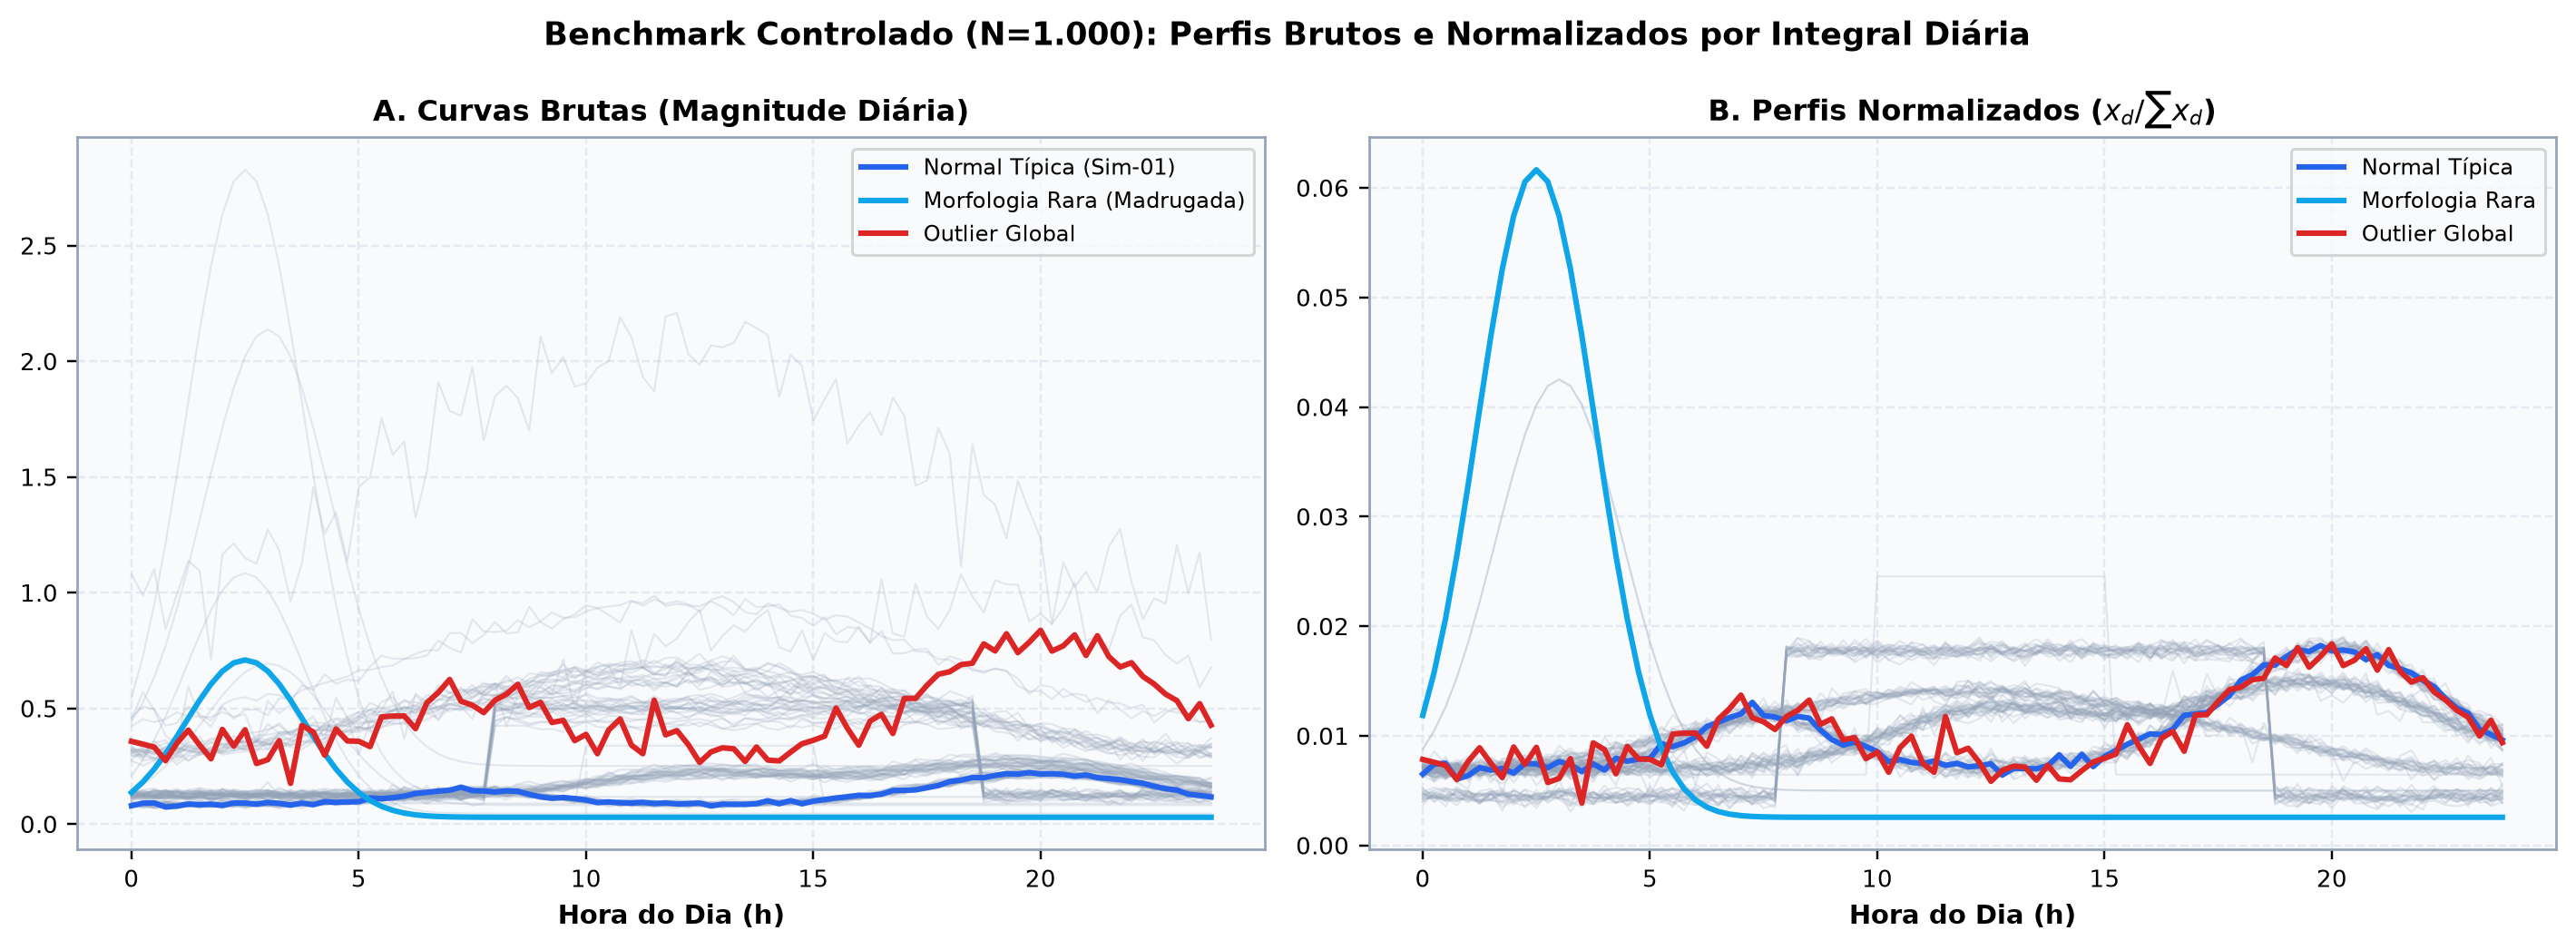 Benchmark Controlado (N=1.000): Perfis Brutos e Normalizados por Integral Diária
A. Curvas Brutas (Magnitude Diária)
Normal Típica (Sim-01)
Morfologia Rara (Madrugada)
Outlier Global
2.5
2.0
1.5
1.0
0.5
0.0
0 5 10 15 20
Hora do Dia (h)
B. Perfis Normalizados (x_d/∑x_d)
Normal Típica
Morfologia Rara
Outlier Global
0.06
0.05
0.04
0.03
0.02
0.01
0.00
0 5 10 15 20
Hora do Dia (h)